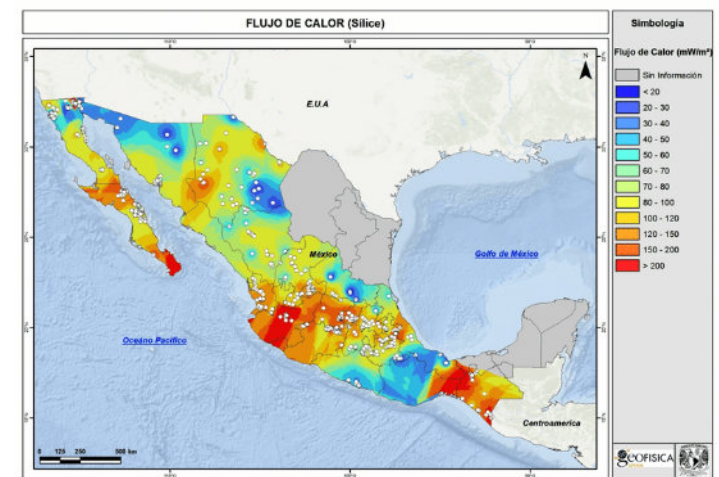 FLUJO DE CALOR (Sílice)
E.U.A
N
México
Golfo de México
Oceáno Pacífico
Centroamerica
0 125 250 500 km
Simbología
Flujo de Calor (mW/m²)
Sin Información
< 20
20 - 30
30 - 40
40 - 50
50 - 60
60 - 70
70 - 80
80 - 100
100 - 120
120 - 150
150 - 200
> 200
GEOFISICA